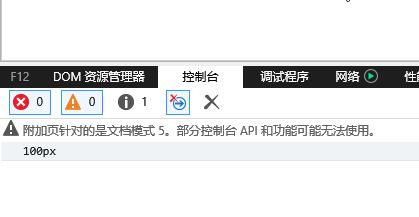 F12 DOM 资源管理器 控制台 调试程序 网络
0 0 1
附加页针对的是文档模式 5。部分控制台 API 和功能可能无法使用。
100px